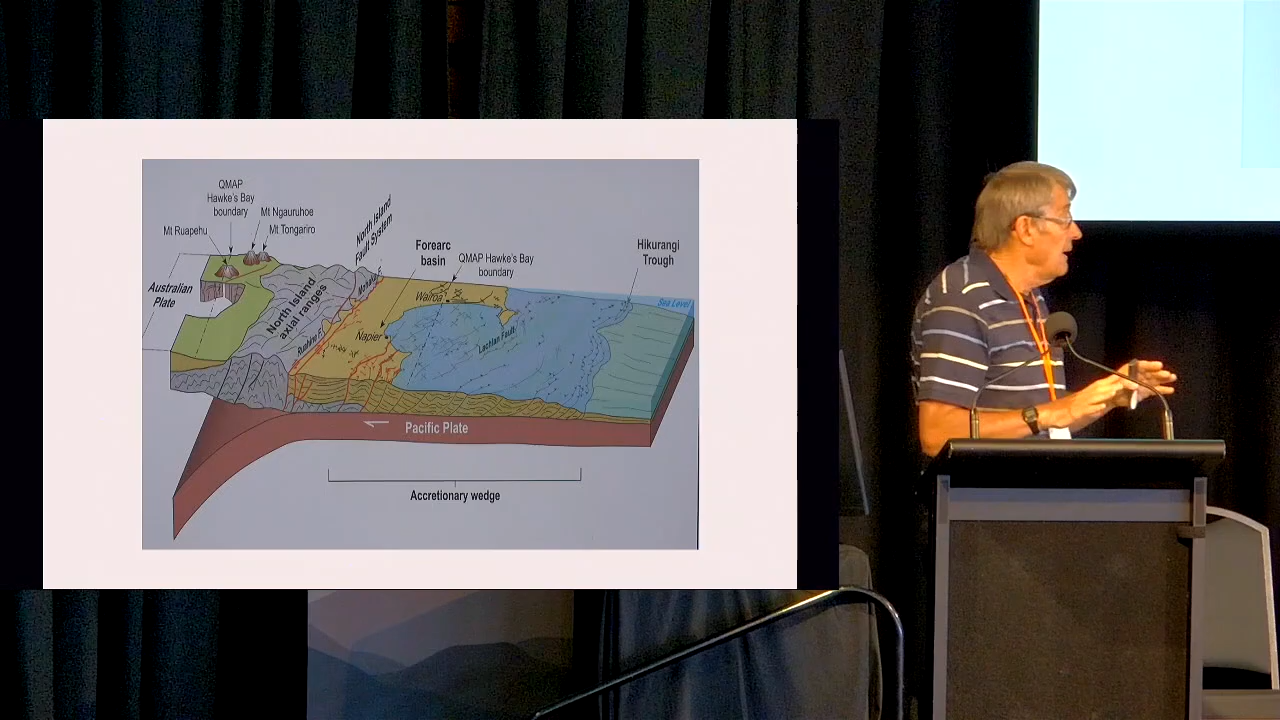 QMAP
Hawke's Bay
boundary
Mt Ngauruhoe
Mt Ruapehu
Mt Tongariro
North Island
Fault System
Forearc
basin
QMAP Hawke's Bay
boundary
Hikurangi
Trough
Australian
Plate
North Island
axial ranges
Mohaka F.
Ruahine F.
Wairoa
Napier
Lachlan Fault
Sea Level
Pacific Plate
Accretionary wedge